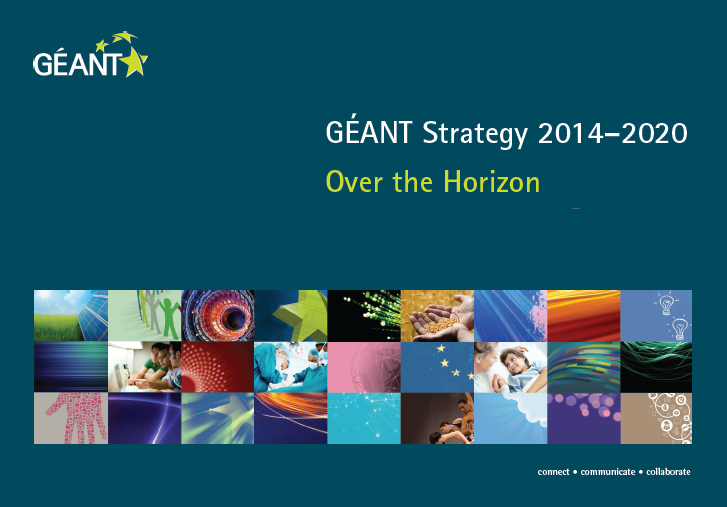 GÉANT
GÉANT Strategy 2014–2020
Over the Horizon
connect • communicate • collaborate